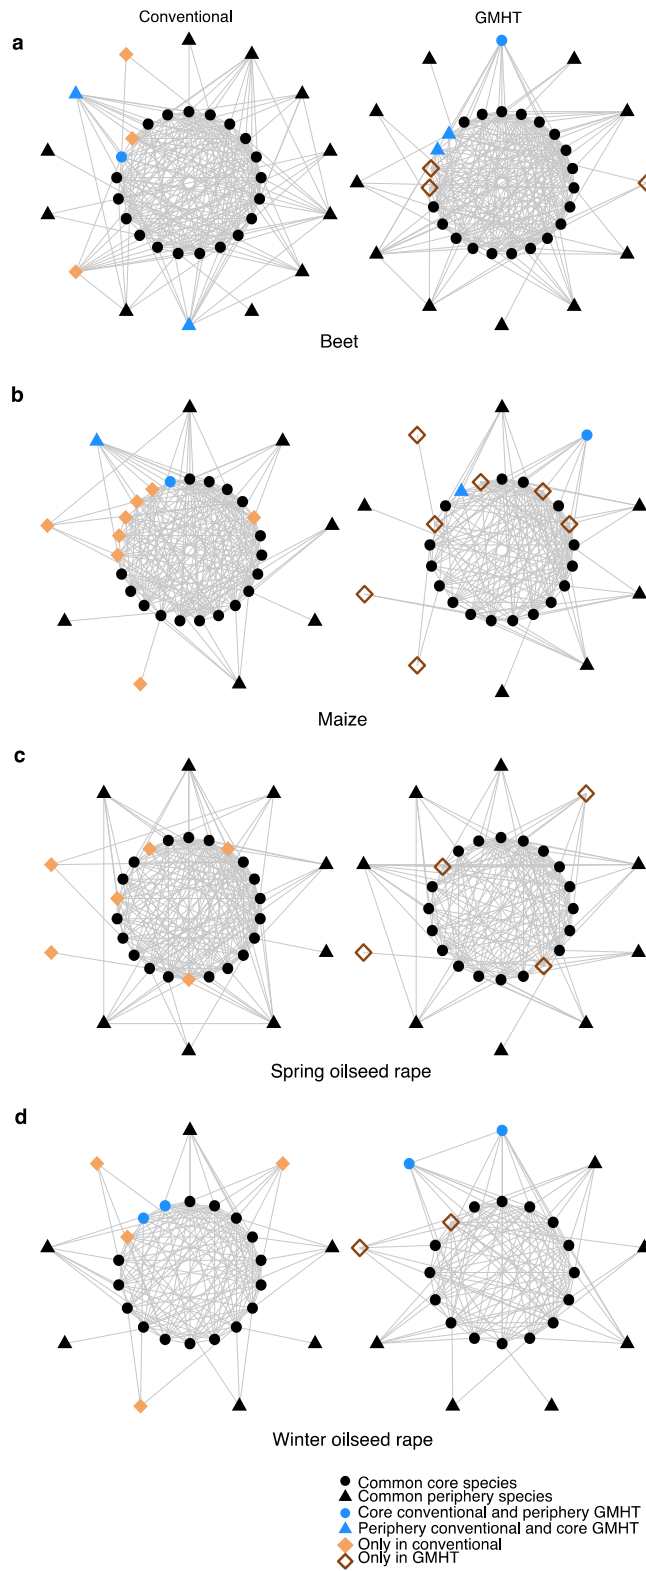 Conventional
GMHT
a
Beet
b
Maize
c
Spring oilseed rape
d
Winter oilseed rape
Common core species
Common periphery species
Core conventional and periphery GMHT
Periphery conventional and core GMHT
Only in conventional
Only in GMHT